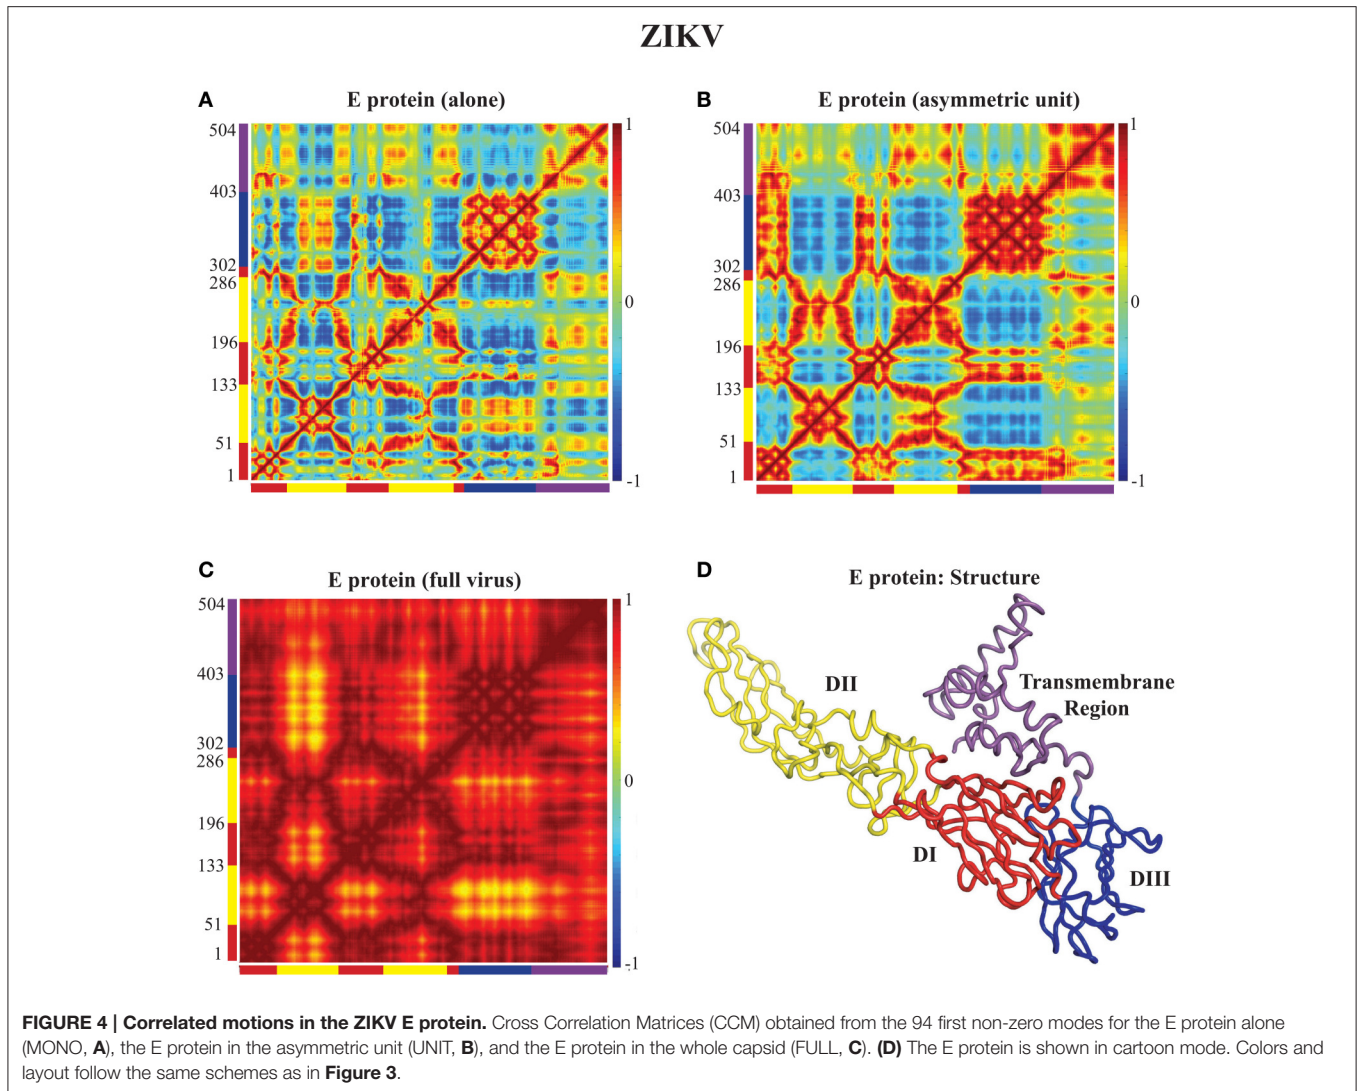 ZIKV
A
E protein (alone)
504
403
302
286
196
133
51
1
1
0
-1
B
E protein (asymmetric unit)
504
403
302
286
196
133
51
1
1
0
-1
C
E protein (full virus)
504
403
302
286
196
133
51
1
1
0
-1
D
E protein: Structure
DII
Transmembrane
Region
DI
DIII
FIGURE 4 | Correlated motions in the ZIKV E protein. Cross Correlation Matrices (CCM) obtained from the 94 first non-zero modes for the E protein alone
(MONO, A), the E protein in the asymmetric unit (UNIT, B), and the E protein in the whole capsid (FULL, C). (D) The E protein is shown in cartoon mode. Colors and
layout follow the same schemes as in Figure 3.